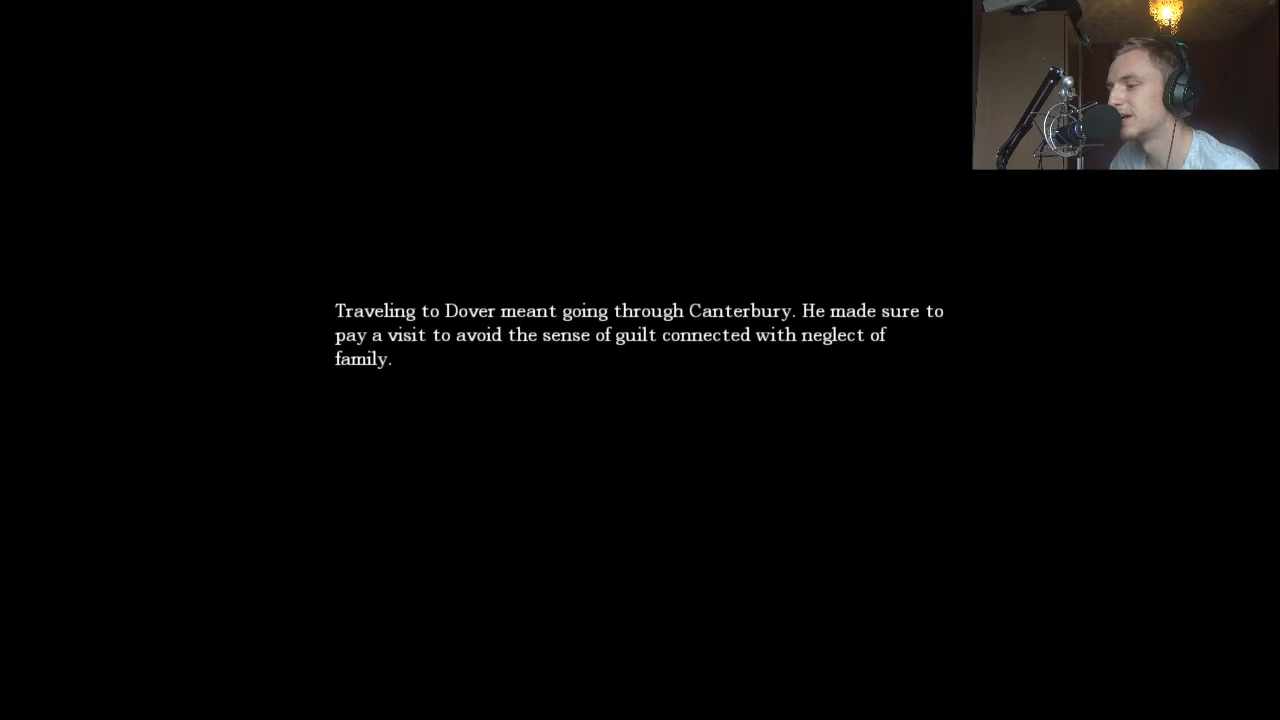 Traveling to Dover meant going through Canterbury. He made sure to
pay a visit to avoid the sense of guilt connected with neglect of
family.